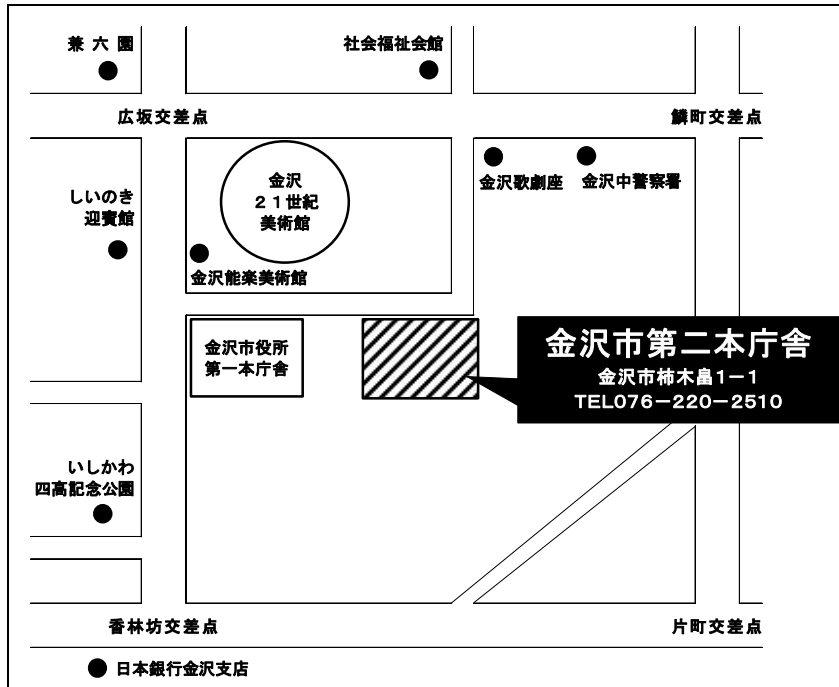 兼六園
社会福祉会館
広坂交差点
鱗町交差点
金沢
21世紀
美術館
金沢歌劇座
金沢中警察署
しいのき
迎賓館
金沢能楽美術館
金沢市役所
第一本庁舎
金沢市第二本庁舎
金沢市柿木畠1−1
TEL076−220−2510
いしかわ
四高記念公園
香林坊交差点
片町交差点
日本銀行金沢支店